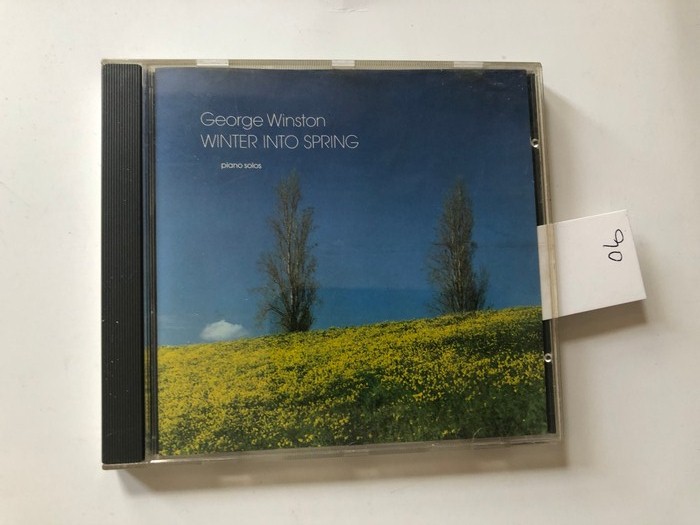 George Winston
WINTER INTO SPRING
piano solos
06